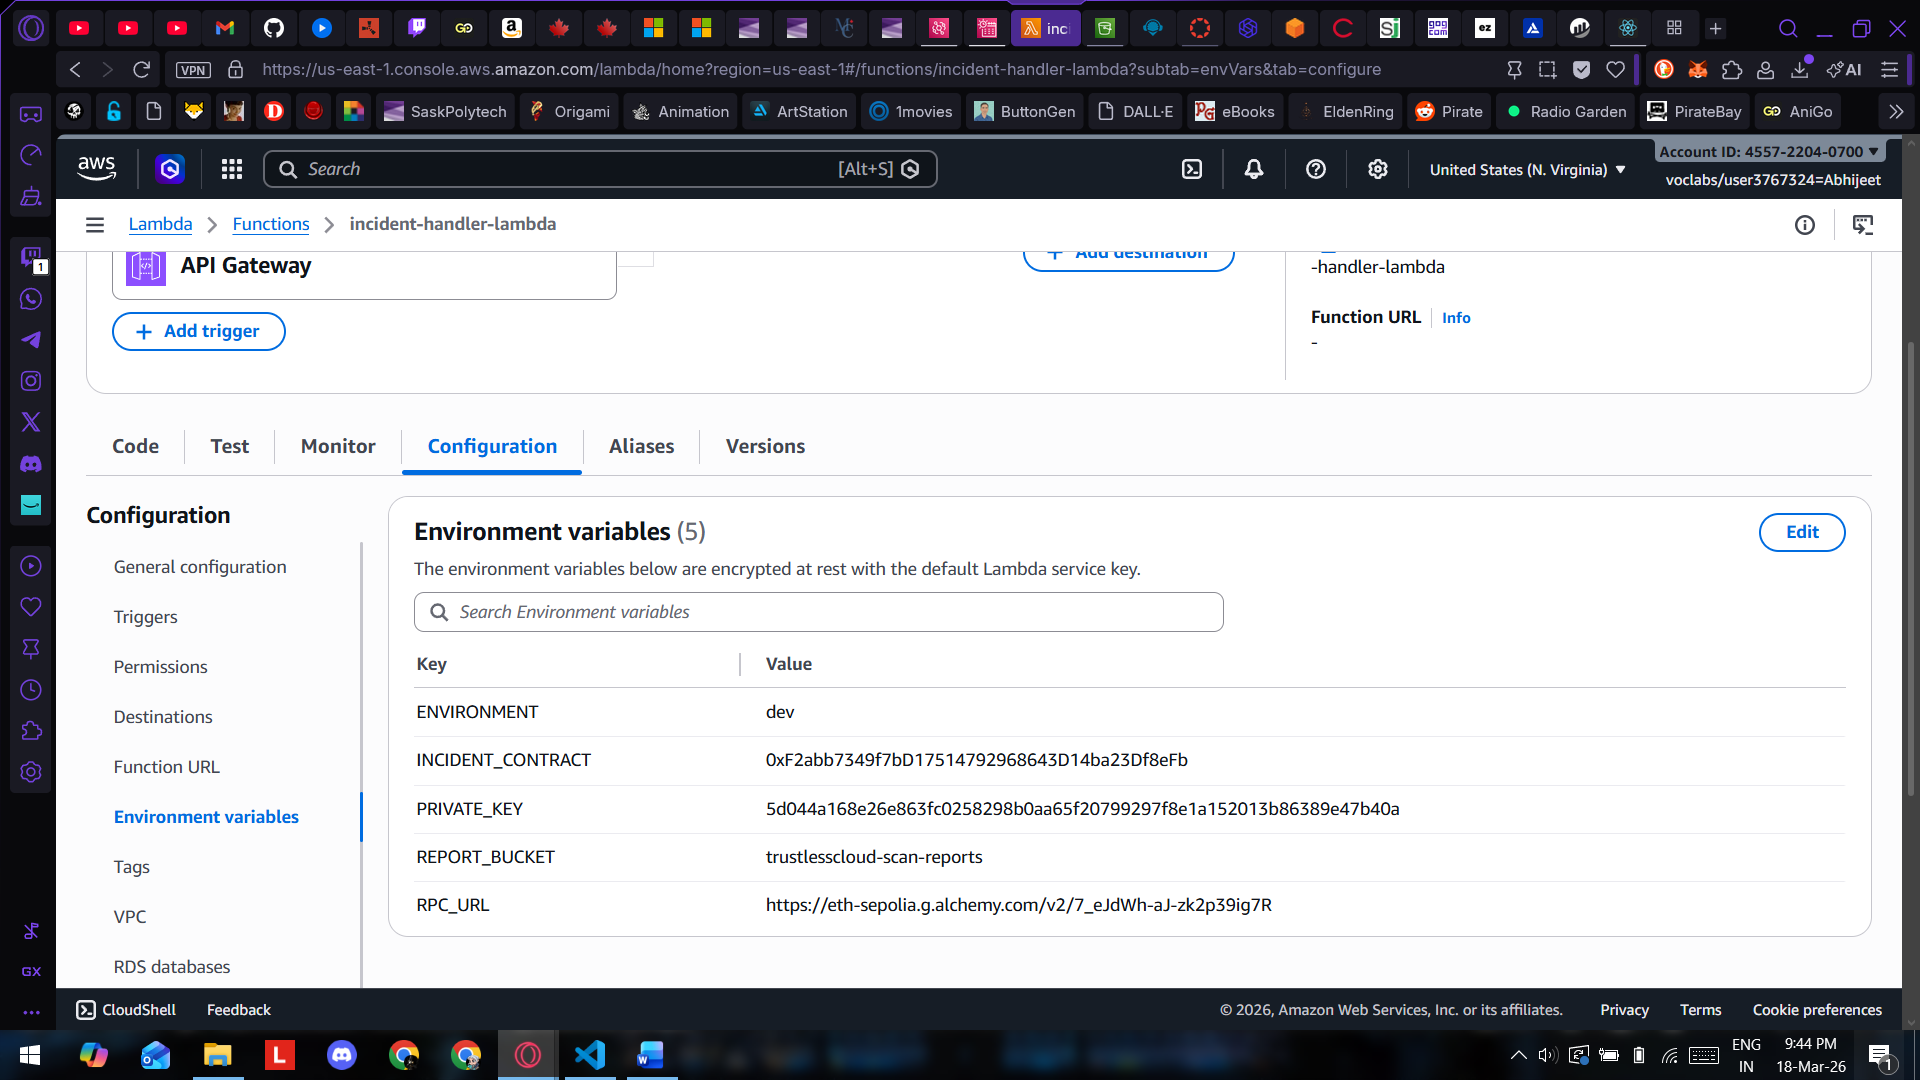 inci
VPN
https://us-east-1.console.aws.amazon.com/lambda/home?region=us-east-1#/functions/incident-handler-lambda?subtab=envVars&tab=configure
AI
SaskPolytech
Origami
Animation
ArtStation
1movies
ButtonGen
DALL·E
eBooks
EldenRing
Pirate
Radio Garden
PirateBay
AniGo
aws
Search
[Alt+S]
United States (N. Virginia)
Account ID: 4557-2204-0700
voclabs/user3767324=Abhijeet
Lambda
Functions
incident-handler-lambda
API Gateway
Add destination
-handler-lambda
Add trigger
Function URL
Info
-
Code
Test
Monitor
Configuration
Aliases
Versions
Configuration
General configuration
Triggers
Permissions
Destinations
Function URL
Environment variables
Tags
VPC
RDS databases
Environment variables (5)
Edit
The environment variables below are encrypted at rest with the default Lambda service key.
Search Environment variables
Key
Value
ENVIRONMENT
dev
INCIDENT_CONTRACT
0xF2abb7349f7bD17514792968643D14ba23Df8eFb
PRIVATE_KEY
5d044a168e26e863fc0258298b0aa65f20799297f8e1a152013b86389e47b40a
REPORT_BUCKET
trustlesscloud-scan-reports
RPC_URL
https://eth-sepolia.g.alchemy.com/v2/7_eJdWh-aJ-zk2p39ig7R
GX
CloudShell
Feedback
© 2026, Amazon Web Services, Inc. or its affiliates.
Privacy
Terms
Cookie preferences
ENG
IN
9:44 PM
18-Mar-26
1